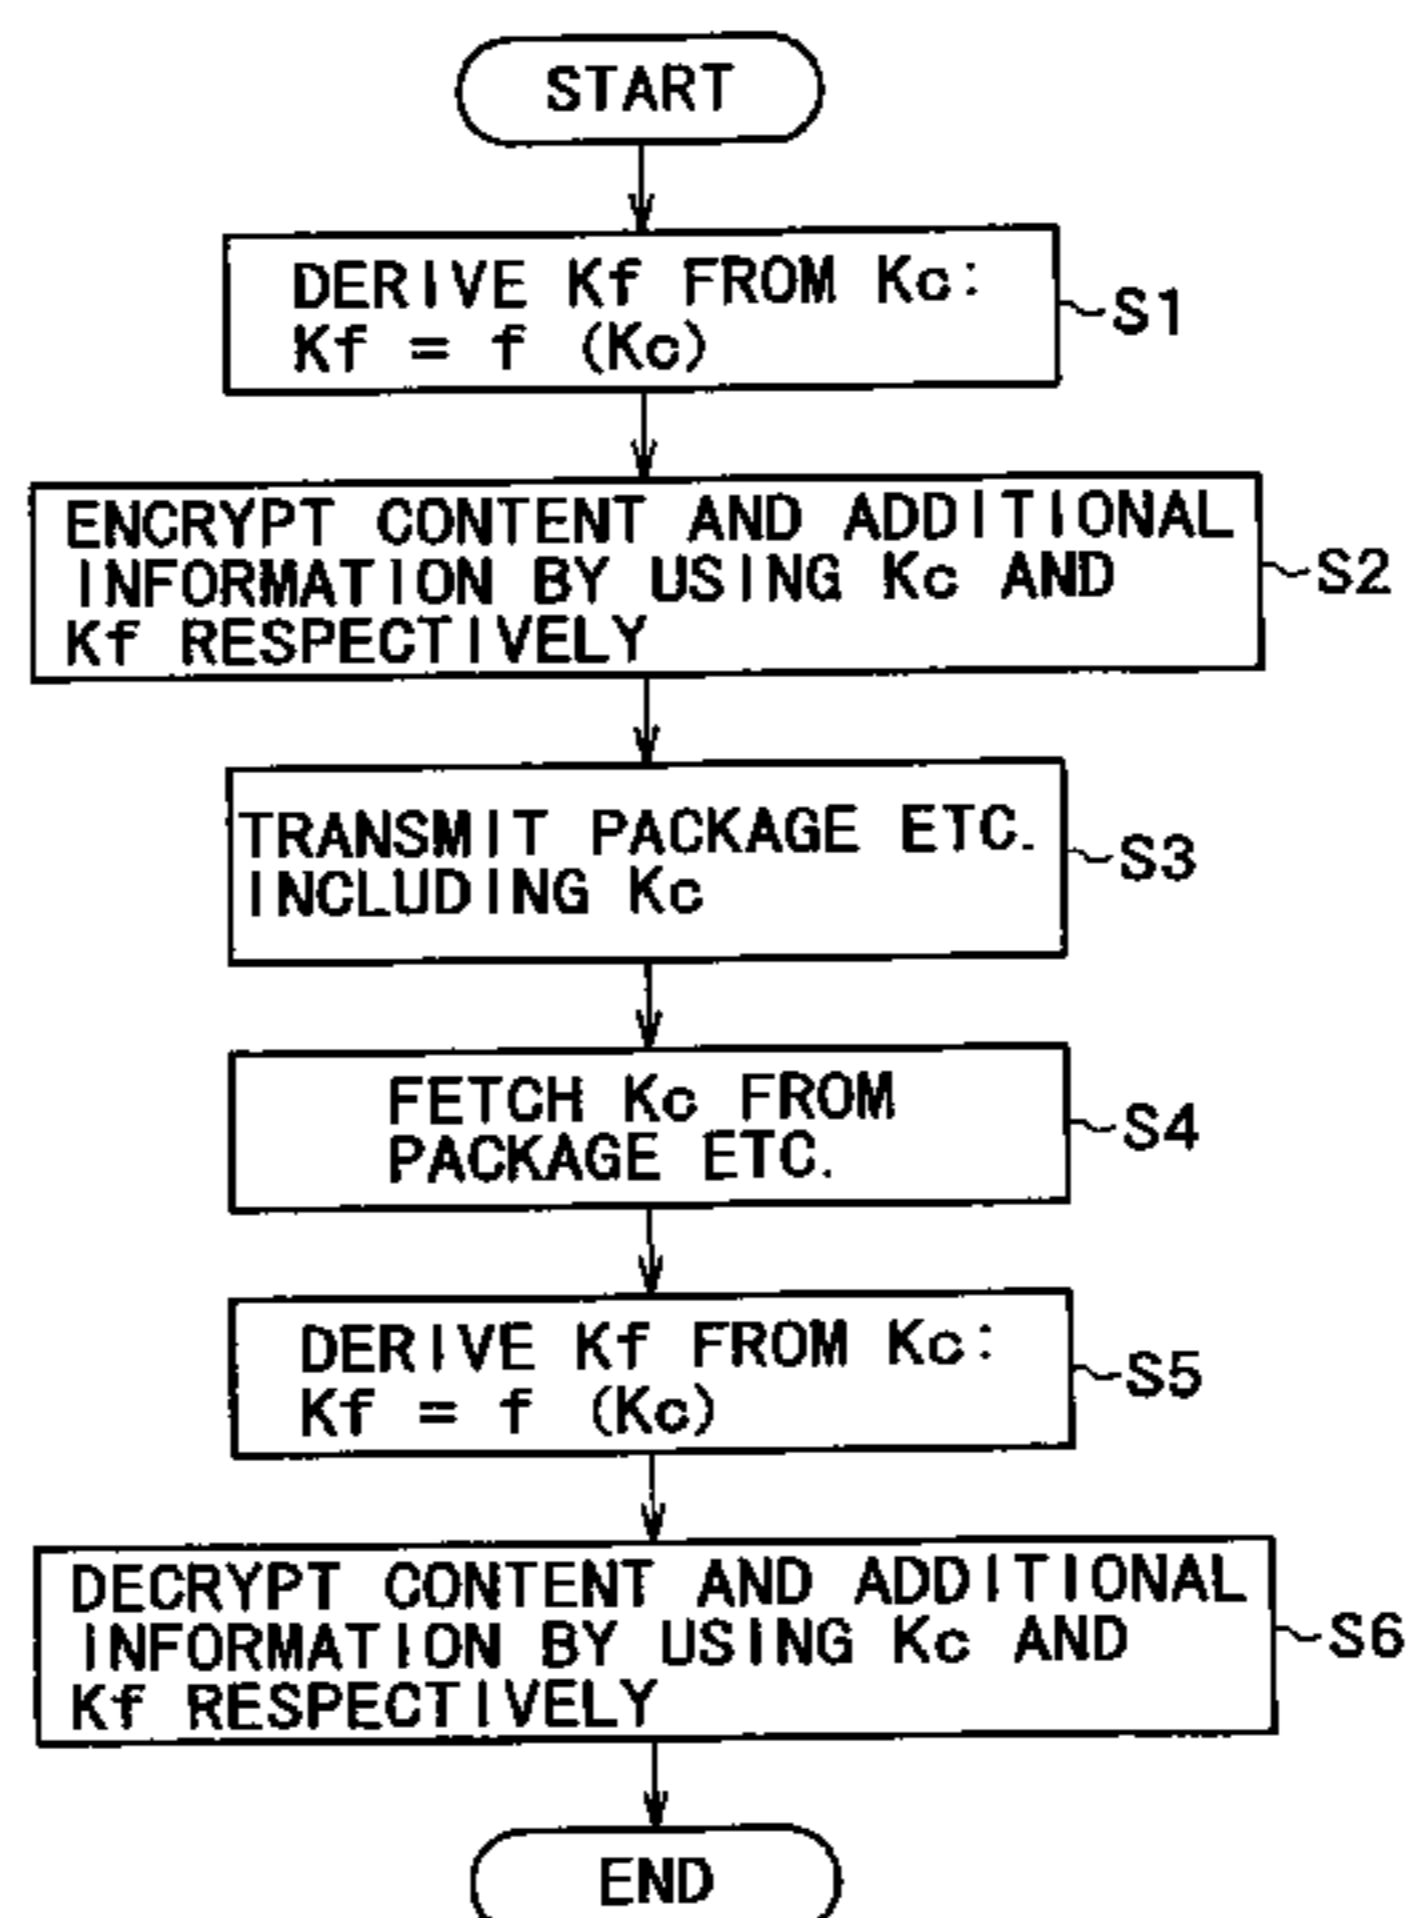 START
DERIVE Kf FROM Kc:
Kf = f (Kc)
S1
ENCRYPT CONTENT AND ADDITIONAL
INFORMATION BY USING Kc AND
Kf RESPECTIVELY
S2
TRANSMIT PACKAGE ETC.
INCLUDING Kc
S3
FETCH Kc FROM
PACKAGE ETC.
S4
DERIVE Kf FROM Kc:
Kf = f (Kc)
S5
DECRYPT CONTENT AND ADDITIONAL
INFORMATION BY USING Kc AND
Kf RESPECTIVELY
S6
END